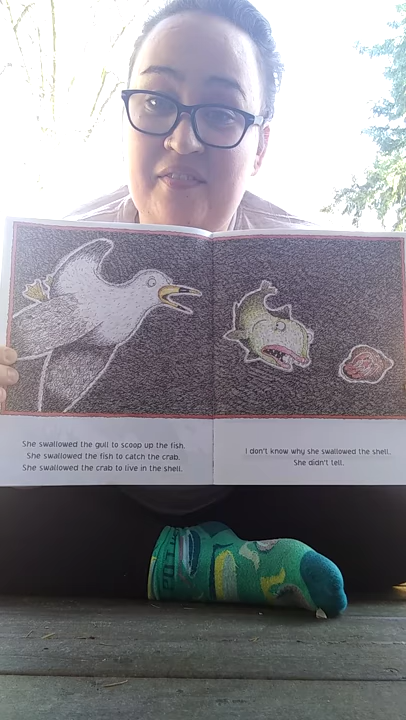 She swallowed the gull to scoop up the fish.
She swallowed the fish to catch the crab.
She swallowed the crab to live in the shell.
I don't know why she swallowed the shell.
She didn't tell.